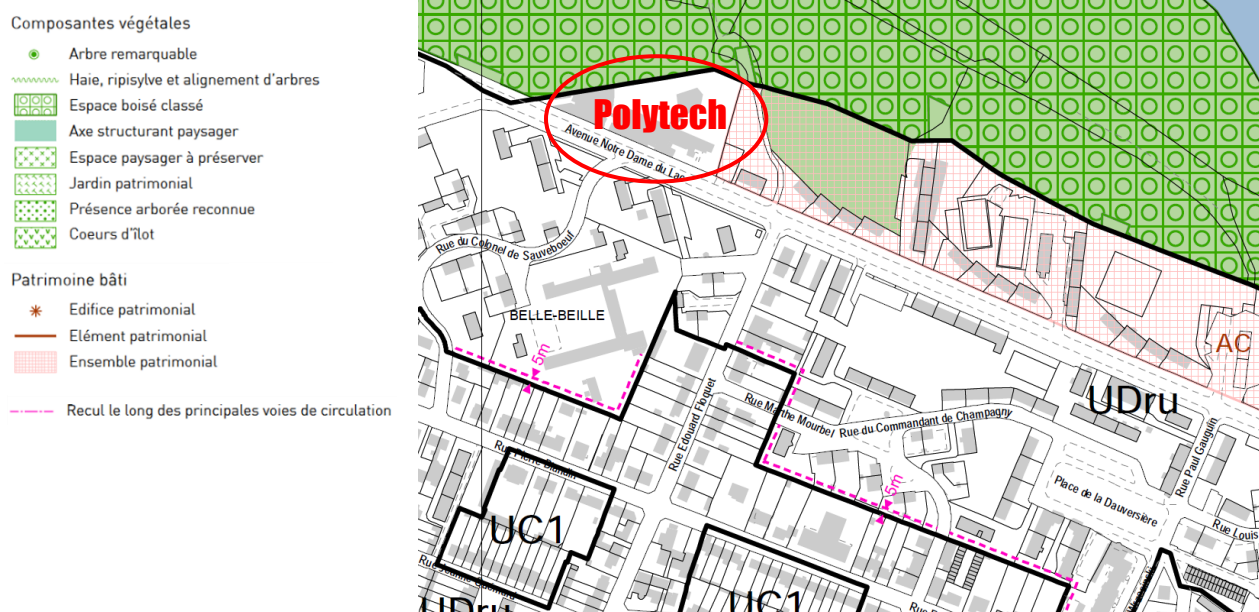 Composantes végétales
Arbre remarquable
Haie, ripisylve et alignement d'arbres
Espace boisé classé
Axe structurant paysager
Espace paysager à préserver
Jardin patrimonial
Présence arborée reconnue
Coeurs d'îlot
Patrimoine bâti
Edifice patrimonial
Elément patrimonial
Ensemble patrimonial
Recul le long des principales voies de circulation
Polytech
Avenue Notre Dame du Lac
Rue du Colonel de Sauveboeuf
BELLE-BEILLE
5m
AC
UDru
Rue Edouard Floquet
Rue Marthe Mourbel
Rue du Commandant de Champagny
Rue Paul Gauguin
5m
Place de la Dauversière
Rue Louis
UC1
UC1
UDru